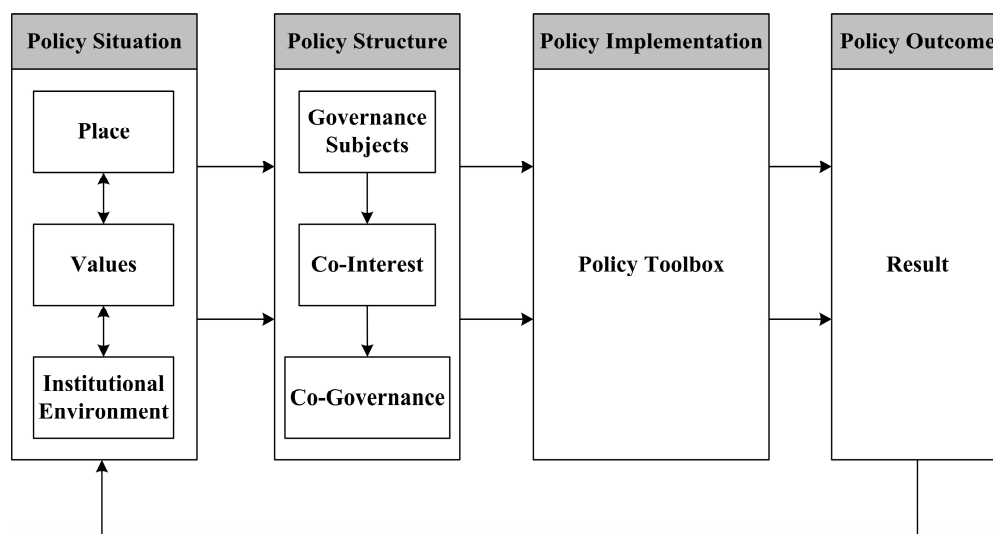 Policy Situation
Policy Structure
Policy Implementation
Policy Outcome
Place
Values
Institutional
Environment
Governance
Subjects
Co-Interest
Co-Governance
Policy Toolbox
Result